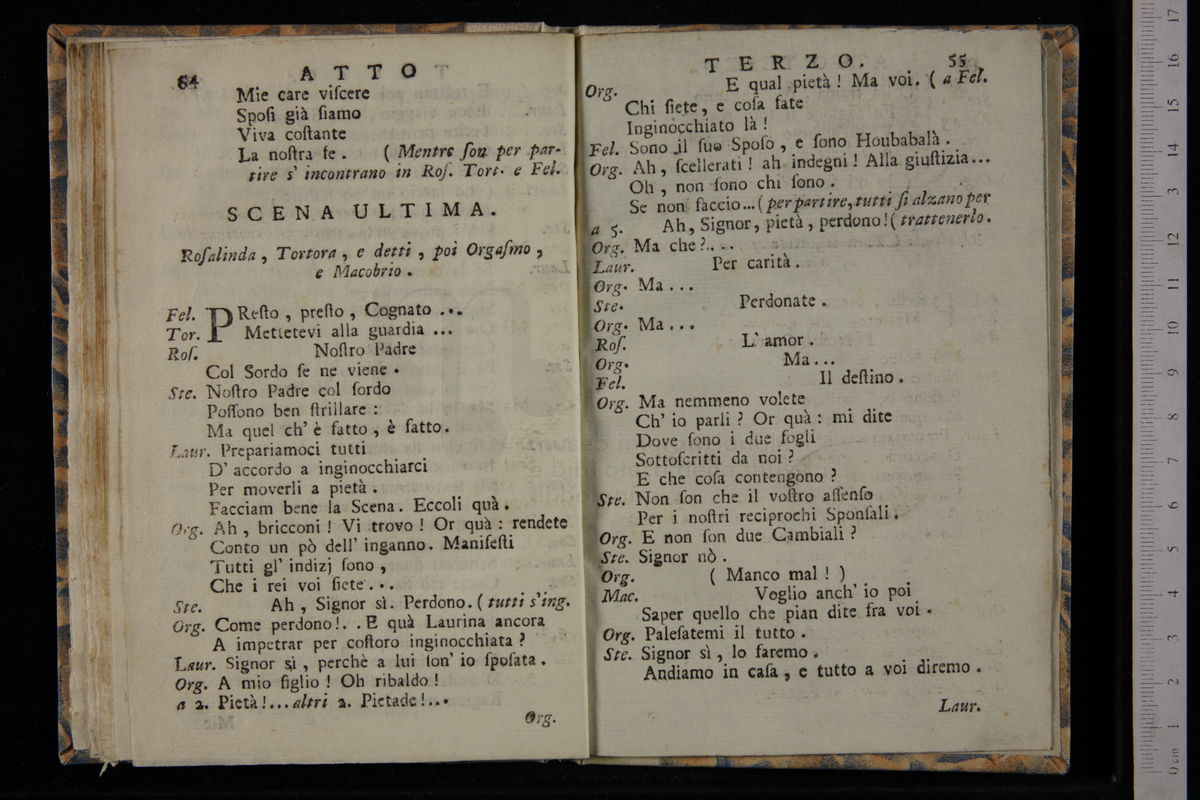 64 ATTO
Mie care viſcere
Spoſi già ſiamo
Viva coſtante
La noſtra fe . ( Mentre ſon per par-
tire s' incontrano in Roſ. Tort. e Fel.
SCENA ULTIMA.
Roſalinda , Tortora , e detti , poi Orgaſmo ,
e Macobrio .
Fel. PReſto , preſto , Cognato ...
Tor. Mettetevi alla guardia ...
Roſ. Noſtro Padre
Col Sordo ſe ne viene .
Ste. Noſtro Padre col ſordo
Poſſono ben ſtrillare :
Ma quel ch' è fatto , è fatto.
Laur. Prepariamoci tutti
D' accordo a inginocchiarci
Per moverli a pietà .
Facciam bene la Scena. Eccoli quà .
Org. Ah , bricconi ! Vi trovo ! Or quà : rendete
Conto un pò dell' inganno. Manifeſti
Tutti gl' indizj ſono ,
Che i rei voi ſiete ...
Ste. Ah , Signor sì. Perdono. ( tutti s'ing.
Org. Come perdono !. . E quà Laurina ancora
A impetrar per coſtoro inginocchiata ?
Laur. Signor sì , perchè a lui ſon' io ſpoſata .
Org. A mio figlio ! Oh ribaldo !
a 2. Pietà !... altri 2. Pietade !...
Org.
TERZO. 55
Org. E qual pietà ! Ma voi. ( a Fel.
Chi ſiete , e coſa fate
Inginocchiato là !
Fel. Sono il ſuo Spoſo , e ſono Houbabalà .
Org. Ah , ſcellerati ! ah indegni ! Alla giuſtizia ...
Oh , non ſono chi ſono .
Se non faccio ... ( per partire, tutti ſi alzano per
a 5. Ah, Signor, pietà , perdono ! ( trattenerlo .
Org. Ma che ?. . .
Laur. Per carità .
Org. Ma ...
Ste. Perdonate .
Org. Ma ...
Roſ. L' amor .
Org. Ma ...
Fel. Il deſtino .
Org. Ma nemmeno volete
Ch' io parli ? Or quà : mi dite
Dove ſono i due fogli
Sottoſcritti da noi ?
E che coſa contengono ?
Ste. Non ſon che il voſtro aſſenſo
Per i noſtri reciprochi Sponſali .
Org. E non ſon due Cambiali ?
Ste. Signor nò .
Org. ( Manco mal ! )
Mac. Voglio anch' io poi
Saper quello che pian dite fra voi .
Org. Paleſatemi il tutto .
Ste. Signor sì , lo faremo .
Andiamo in caſa , e tutto a voi diremo .
Laur.